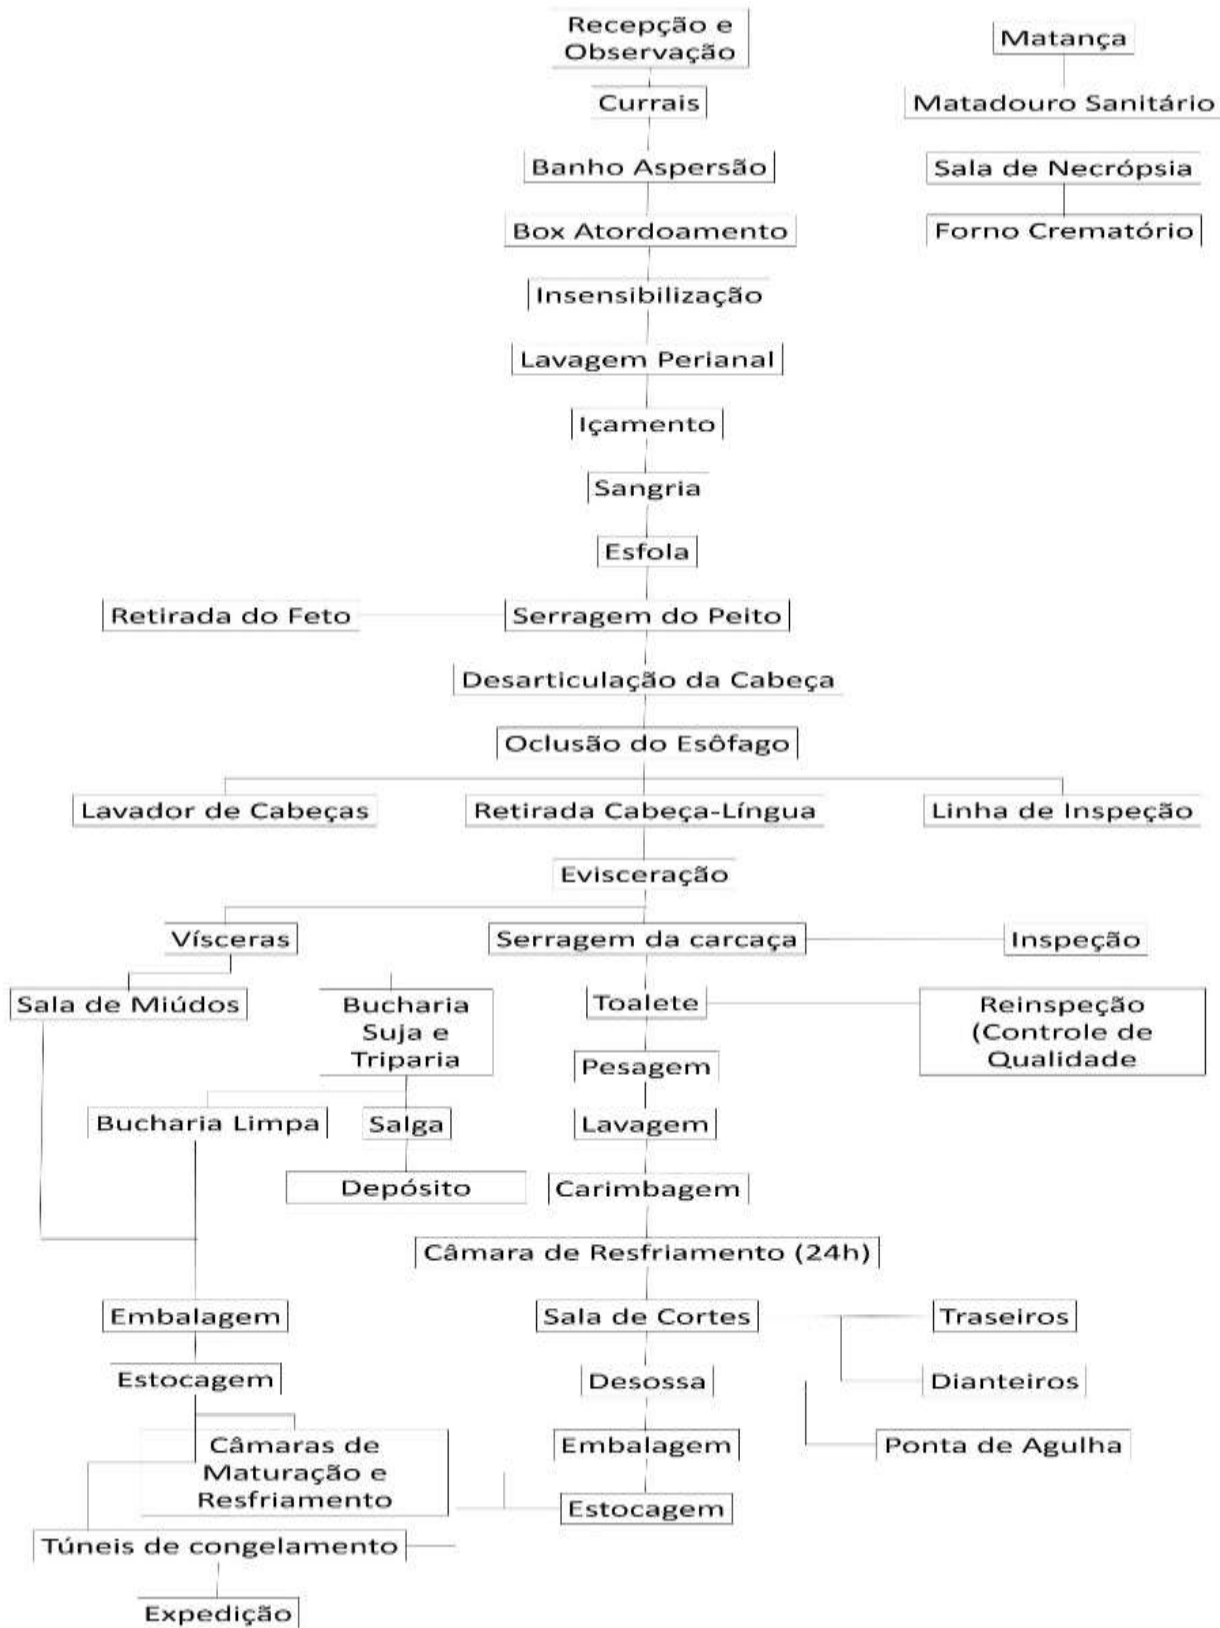 Recepção e
Observação
Matança
Currais
Matadouro Sanitário
Banho Aspersão
Sala de Necrópsia
Box Atordoamento
Forno Crematório
Insensibilização
Lavagem Perianal
Içamento
Sangria
Esfola
Retirada do Feto
Serragem do Peito
Desarticulação da Cabeça
Oclusão do Esôfago
Lavador de Cabeças
Retirada Cabeça-Língua
Linha de Inspeção
Evisceração
Vísceras
Serragem da carcaça
Inspeção
Sala de Miúdos
Bucharia
Suja e
Triparia
Toalete
Reinspeção
(Controle de
Qualidade
Pesagem
Bucharia Limpa
Salga
Lavagem
Depósito
Carimbagem
Câmara de Resfriamento (24h)
Embalagem
Sala de Cortes
Traseiros
Estocagem
Desossa
Dianteiros
Câmaras de
Maturação e
Resfriamento
Embalagem
Ponta de Agulha
Estocagem
Túneis de congelamento
Expedição